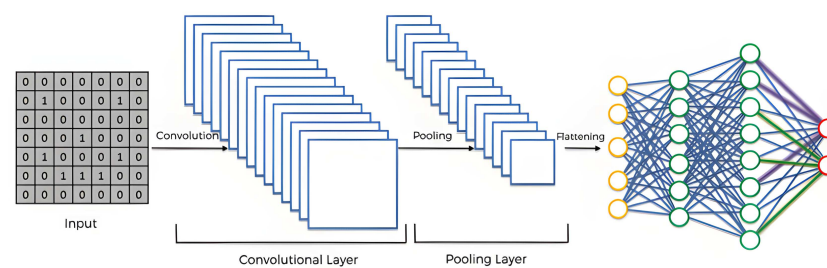 0 0 0 0 0 0 0
0 1 0 0 0 1 0
0 0 0 0 0 0 0
0 0 0 1 0 0 0
0 1 0 0 0 1 0
0 0 1 1 1 0 0
0 0 0 0 0 0 0
Input
Convolution
Pooling
Flattening
Convolutional Layer
Pooling Layer